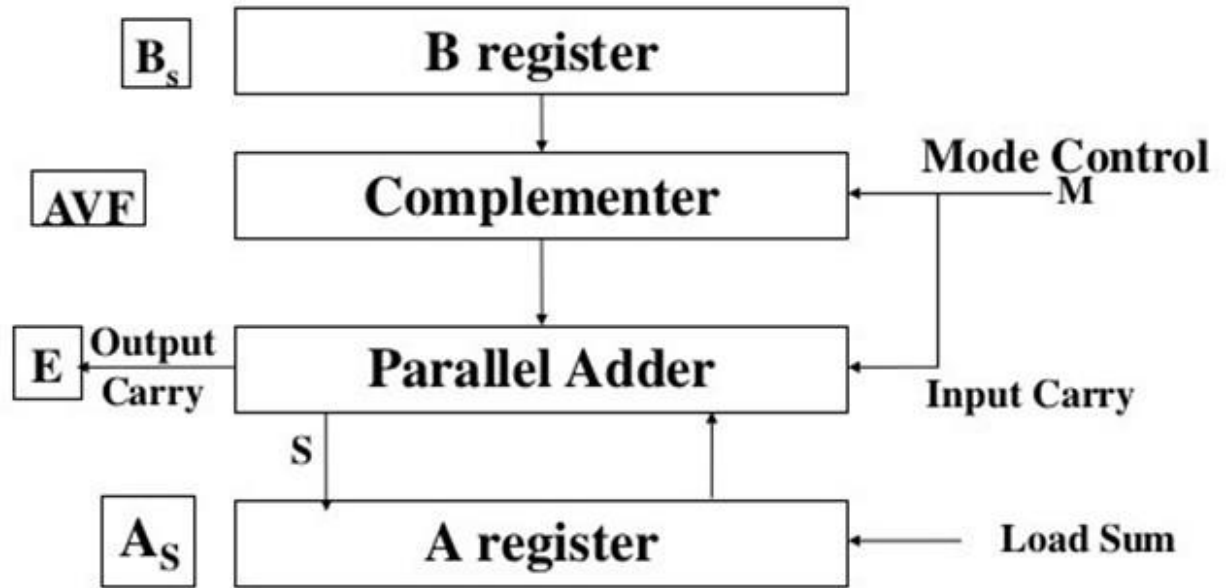 Bs
B register
Mode Control
M
AVF
Complementer
E
Output
Carry
Parallel Adder
Input Carry
S
AS
A register
Load Sum